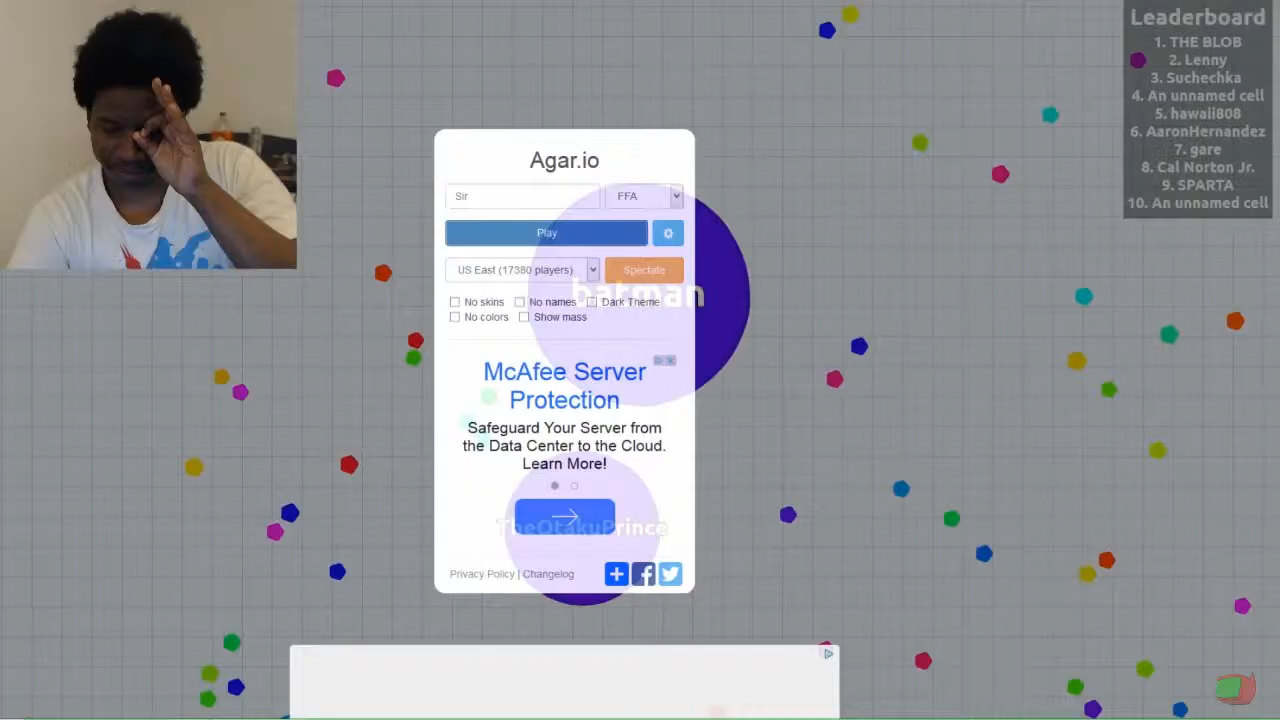 Leaderboard
1. THE BLOB
2. Lenny
3. Suchechka
4. An unnamed cell
5. hawaii808
6. AaronHernandez
7. gare
8. Cal Norton Jr.
9. SPARTA
10. An unnamed cell
Agar.io
Sir
FFA
Play
US East (17380 players)
Spectate
batman
No skins
No names
Dark Theme
No colors
Show mass
McAfee Server
Protection
Safeguard Your Server from
the Data Center to the Cloud.
Learn More!
TheOtakuPrince
Privacy Policy | Changelog